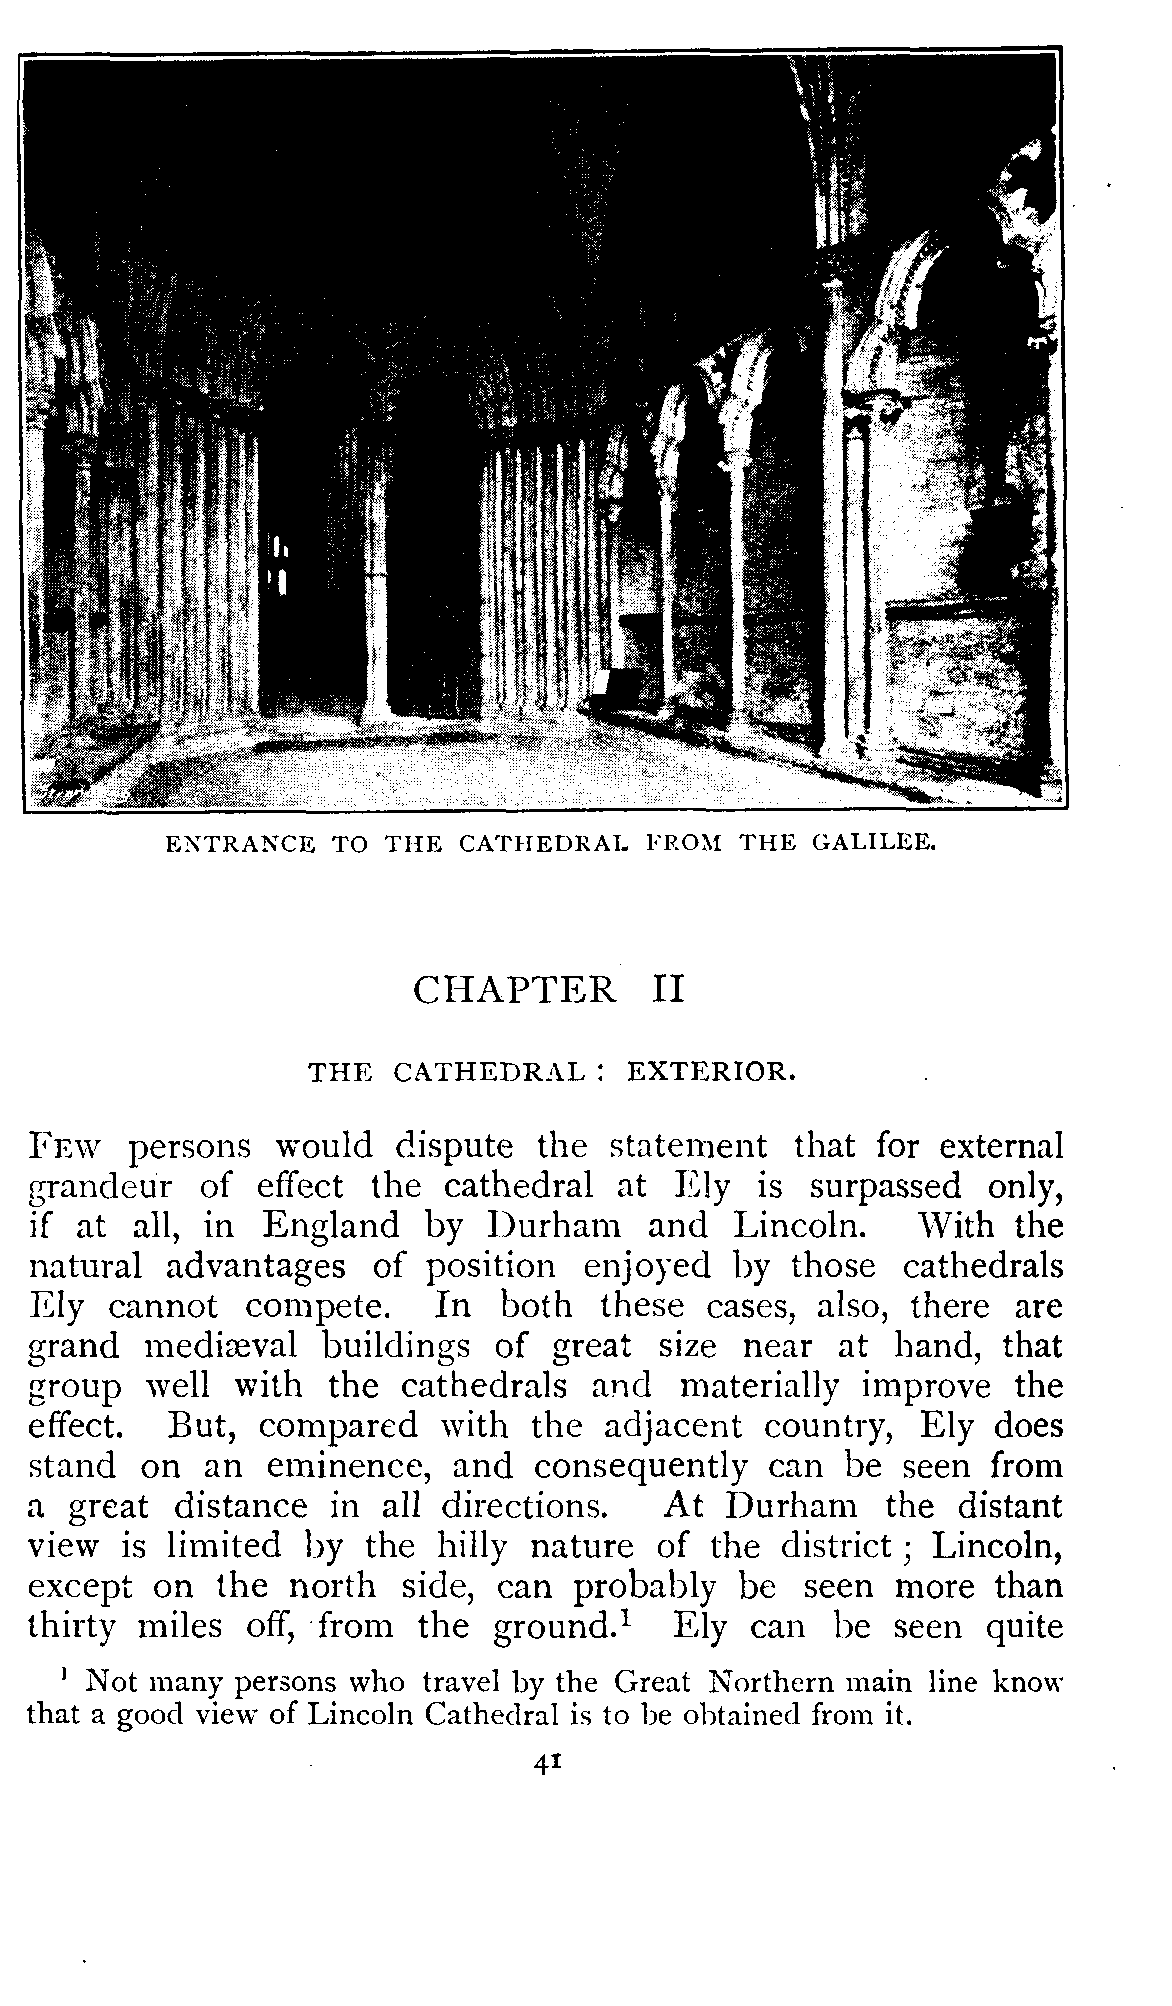 ENTRANCE TO THE CATHEDRAL FROM THE GALILEE.
CHAPTER II
THE CATHEDRAL: EXTERIOR.
FEW persons would dispute the statement that for external
grandeur of effect the cathedral at Ely is surpassed only,
if at all, in England by Durham and Lincoln. With the
natural advantages of position enjoyed by those cathedrals
Ely cannot compete. In both these cases, also, there are
grand mediæval buildings of great size near at hand, that
group well with the cathedrals and materially improve the
effect. But, compared with the adjacent country, Ely does
stand on an eminence, and consequently can be seen from
a great distance in all directions. At Durham the distant
view is limited by the hilly nature of the district; Lincoln,
except on the north side, can probably be seen more than
thirty miles off, from the ground.¹ Ely can be seen quite
¹ Not many persons who travel by the Great Northern main line know
that a good view of Lincoln Cathedral is to be obtained from it.
41